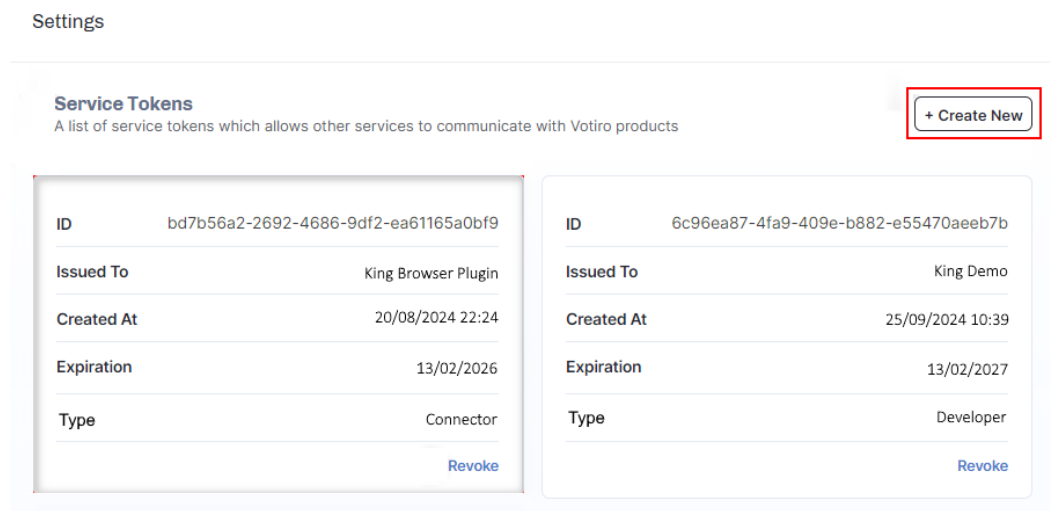 Settings
Service Tokens
A list of service tokens which allows other services to communicate with Votiro products
+ Create New
ID bd7b56a2-2692-4686-9df2-ea61165a0bf9
Issued To King Browser Plugin
Created At 20/08/2024 22:24
Expiration 13/02/2026
Type Connector
Revoke
ID 6c96ea87-4fa9-409e-b882-e55470aeeb7b
Issued To King Demo
Created At 25/09/2024 10:39
Expiration 13/02/2027
Type Developer
Revoke